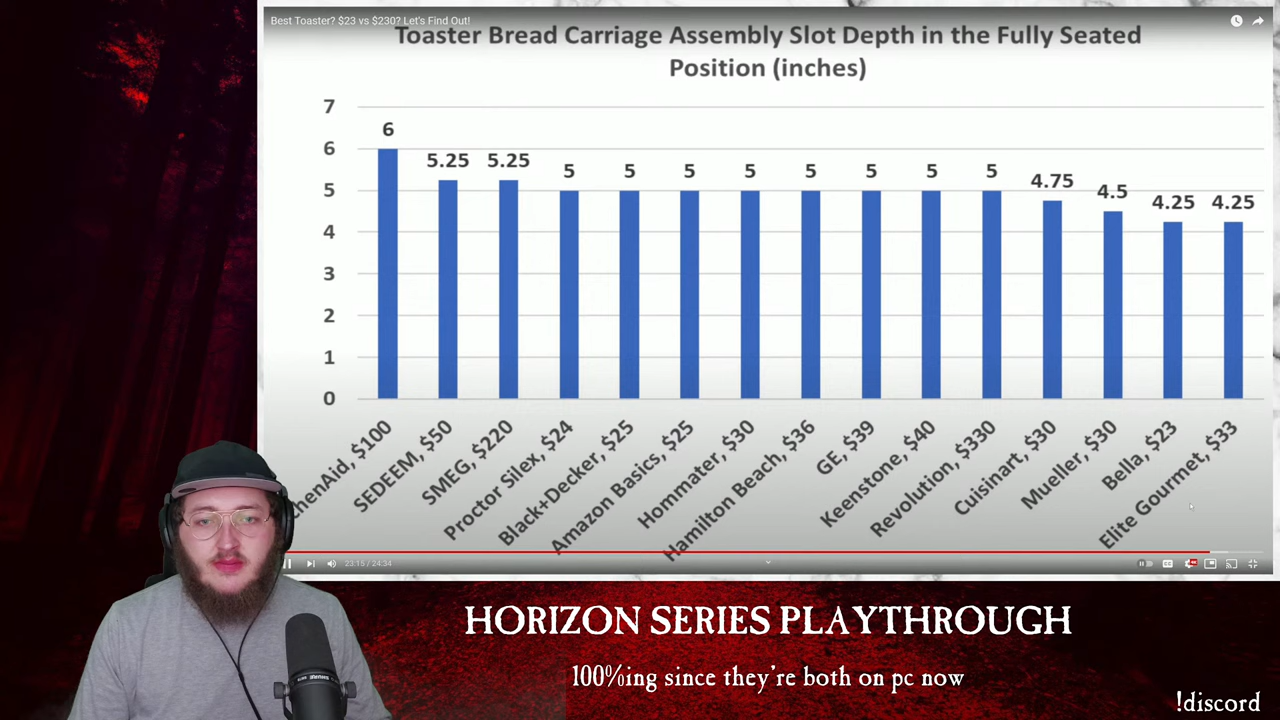 Best Toaster? $23 vs $230? Let's Find Out!
Toaster Bread Carriage Assembly Slot Depth in the Fully Seated
Position (inches)
7
6
5
4
3
2
1
0
6
5.25
5.25
5
5
5
5
5
5
5
5
4.75
4.5
4.25
4.25
henAid, $100
SEDEEM, $50
SMEG, $220
Proctor Silex, $24
Black+Decker, $25
Amazon Basics, $25
Hommater, $30
Hamilton Beach, $36
GE, $39
Keenstone, $40
Revolution, $330
Cuisinart, $30
Mueller, $30
Bella, $23
Elite Gourmet, $33
23:15 / 24:34
HORIZON SERIES PLAYTHROUGH
100%ing since they're both on pc now
!discord